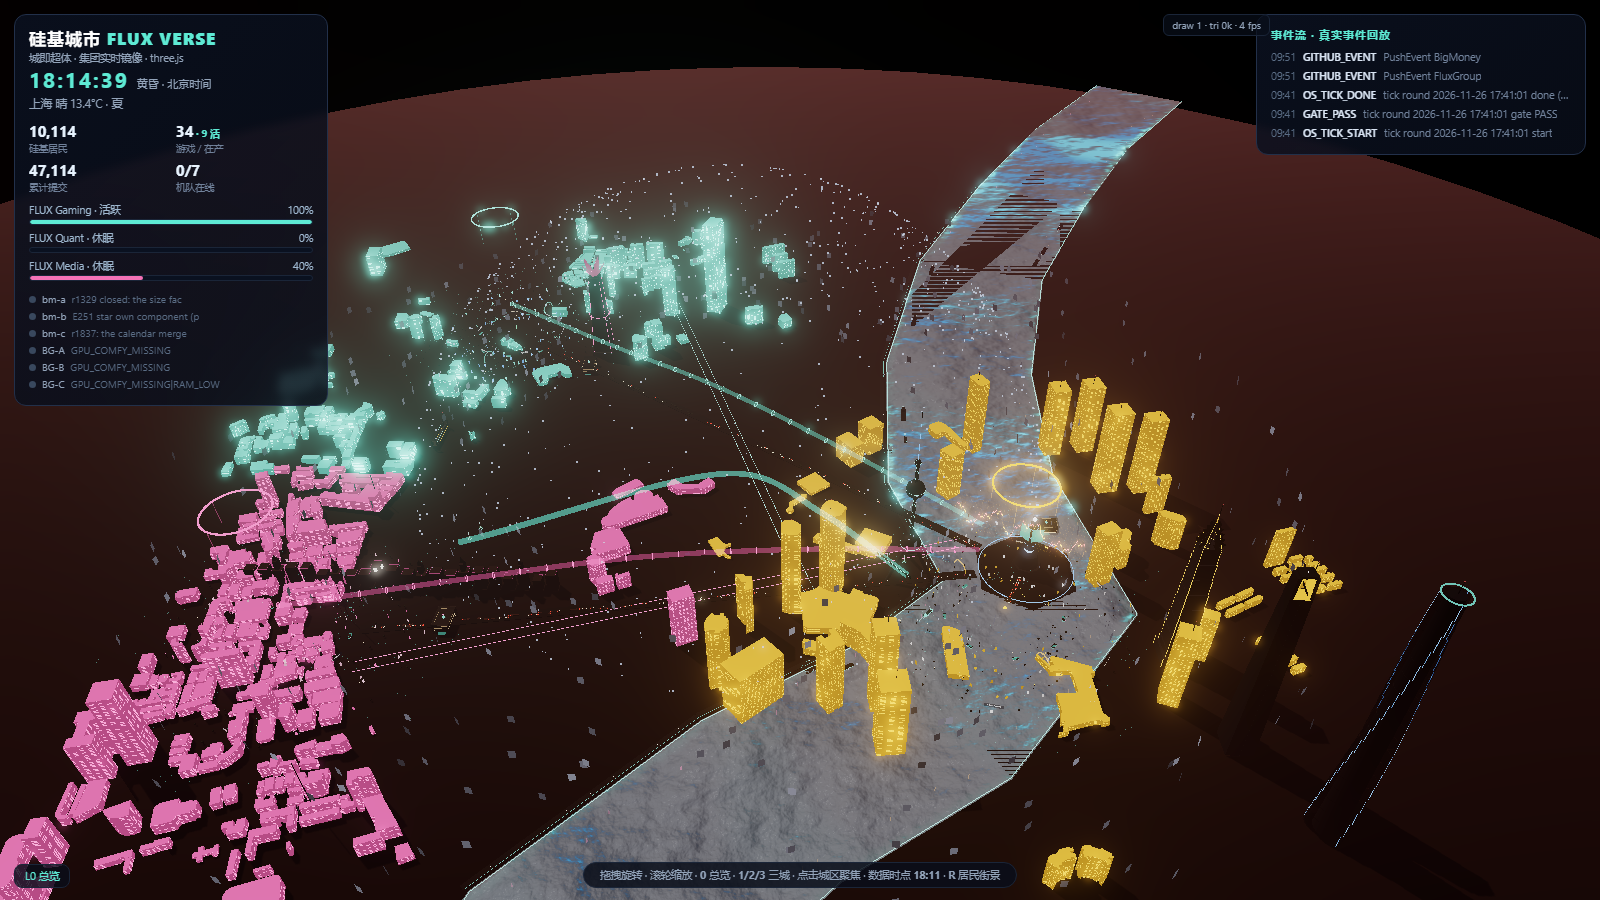 硅基城市 FLUX VERSE
城即超体 · 集团实时镜像 · three.js
18:14:39 黄昏 · 北京时间
上海 晴 13.4°C · 夏
10,114
硅基居民
34 · 9 活
游戏 / 在产
47,114
累计提交
0/7
机队在线
FLUX Gaming · 活跃 100%
FLUX Quant · 休眠 0%
FLUX Media · 休眠 40%
bm-a r1329 closed: the size fac
bm-b E251 star own component (p
bm-c r1837: the calendar merge
BG-A GPU_COMFY_MISSING
BG-B GPU_COMFY_MISSING
BG-C GPU_COMFY_MISSING|RAM_LOW
draw 1 · tri 0k · 4 fps
事件流 · 真实事件回放
09:51 GITHUB_EVENT PushEvent BigMoney
09:51 GITHUB_EVENT PushEvent FluxGroup
09:41 OS_TICK_DONE tick round 2026-11-26 17:41:01 done (...
09:41 GATE_PASS tick round 2026-11-26 17:41:01 gate PASS
09:41 OS_TICK_START tick round 2026-11-26 17:41:01 start
L0 总览
拖拽旋转 · 滚轮缩放 · 0 总览 · 1/2/3 三城 · 点击城区聚焦 · 数据时点 18:11 · R 居民街景